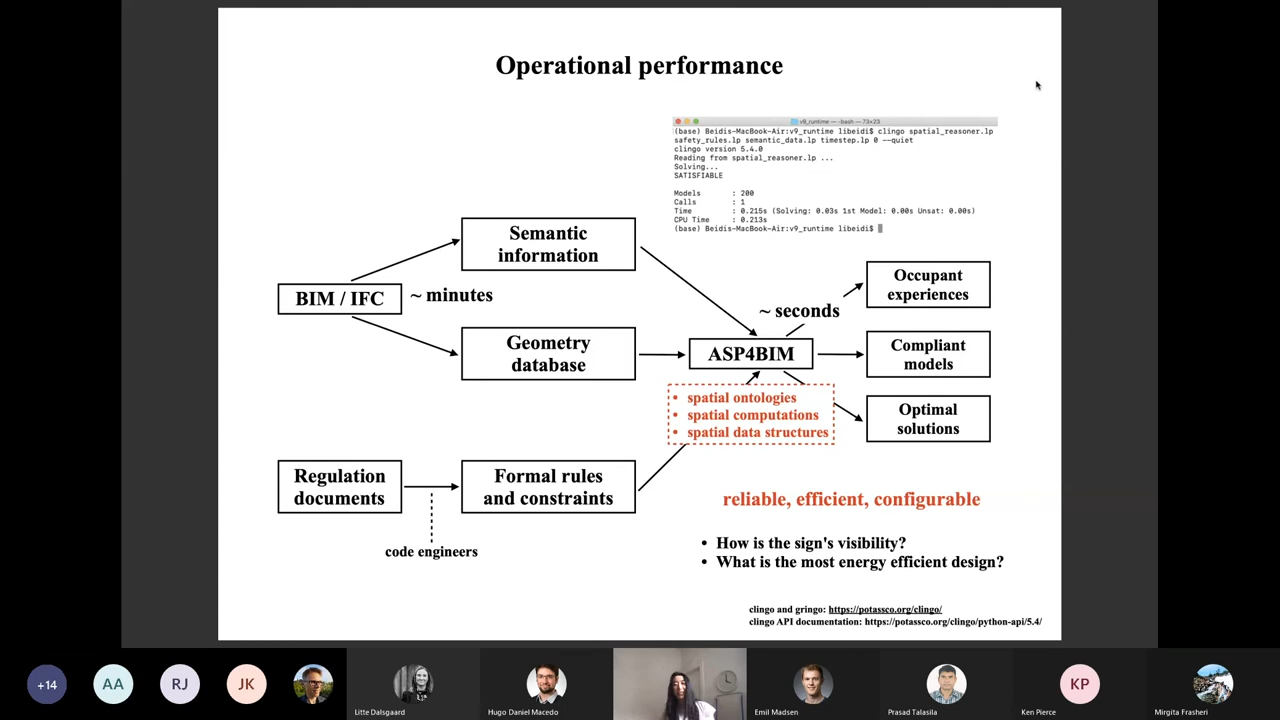 Operational performance
v9_runtime — -bash — 73×23
(base) Beidis-MacBook-Air:v9_runtime libeidi$ clingo spatial_reasoner.lp
safety_rules.lp semantic_data.lp timestep.lp 0 --quiet
clingo version 5.4.0
Reading from spatial_reasoner.lp ...
Solving...
SATISFIABLE
Models : 200
Calls : 1
Time : 0.215s (Solving: 0.03s 1st Model: 0.00s Unsat: 0.00s)
CPU Time : 0.213s
(base) Beidis-MacBook-Air:v9_runtime libeidi$
Semantic
information
BIM / IFC
~ minutes
Geometry
database
~ seconds
ASP4BIM
Occupant
experiences
Compliant
models
Optimal
solutions
• spatial ontologies
• spatial computations
• spatial data structures
Regulation
documents
Formal rules
and constraints
code engineers
reliable, efficient, configurable
• How is the sign's visibility?
• What is the most energy efficient design?
clingo and gringo: https://potassco.org/clingo/
clingo API documentation: https://potassco.org/clingo/python-api/5.4/
+14
AA
RJ
JK
Litte Dalsgaard
Hugo Daniel Macedo
Emil Madsen
Prasad Talasila
KP
Ken Pierce
Mirgita Frasheri